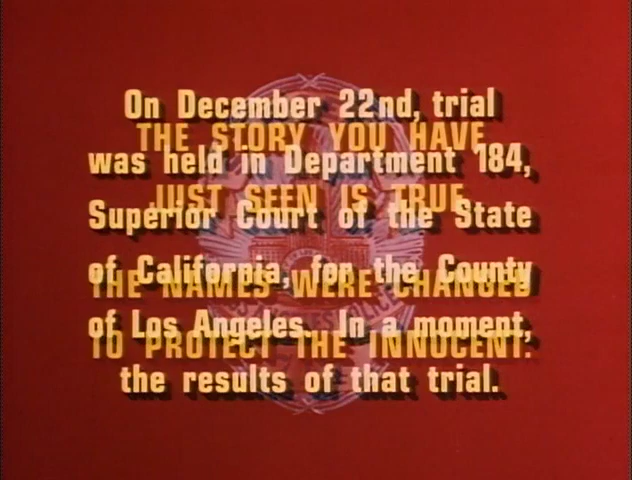 On December 22nd, trial
THE STORY YOU HAVE
was held in Department 184,
JUST SEEN IS TRUE
Superior Court of the State
of California, for the County
THE NAMES WERE CHANGED
of Los Angeles. In a moment,
TO PROTECT THE INNOCENT.
the results of that trial.